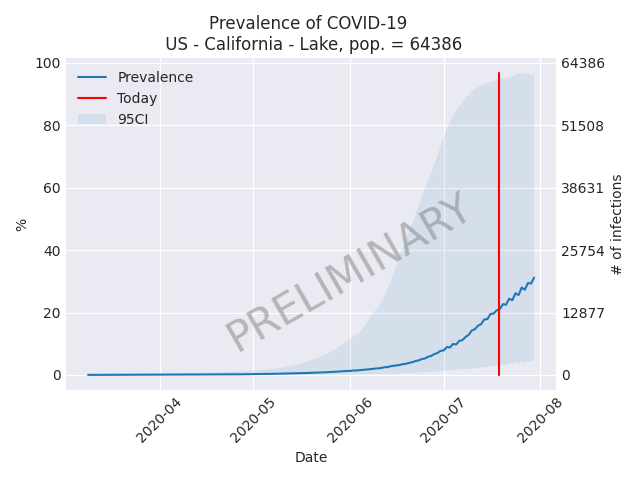 Prevalence of COVID-19
US - California - Lake, pop. = 64386
Prevalence
Today
95CI
PRELIMINARY
%
100
80
60
40
20
0
64386
51508
38631
25754
12877
0
# of infections
2020-04
2020-05
2020-06
2020-07
2020-08
Date